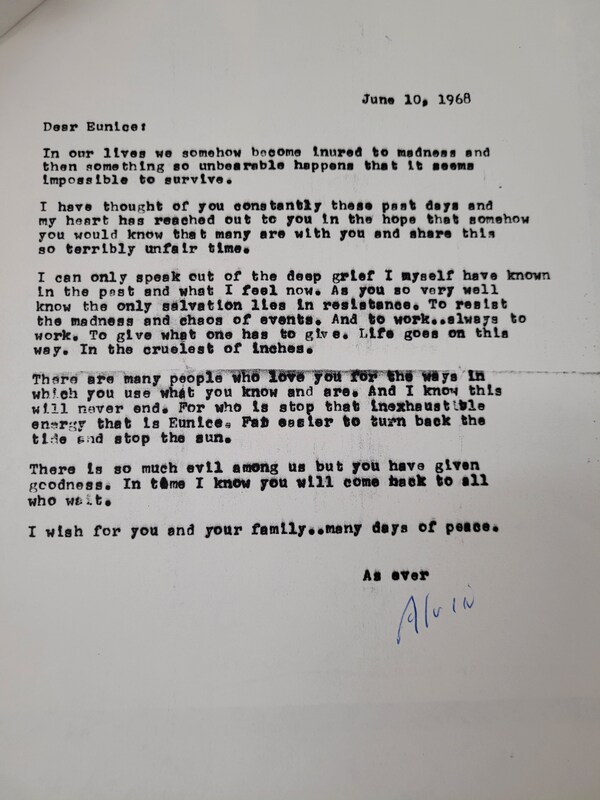 June 10, 1968
Dear Eunice:
In our lives we somehow become inured to madness and
then something so unbearable happens that it seems
impossible to survive.
I have thought of you constantly these past days and
my heart has reached out to you in the hope that somehow
you would know that many are with you and share this
so terribly unfair time.
I can only speak out of the deep grief I myself have known
in the past and what I feel now. As you so very well
know the only salvation lies in resistance. To resist
the madness and chaos of events. And to work..always to
work. To give what one has to give. Life goes on this
way. In the cruelest of inches.
There are many people who love you for the ways in
which you use what you know and are. And I know this
will never end. For who is stop that inexhaustible
energy that is Eunice. Far easier to turn back the
tide and stop the sun.
There is so much evil among us but you have given
goodness. In time I know you will come back to all
who wait.
I wish for you and your family..many days of peace.
As ever
Alvin